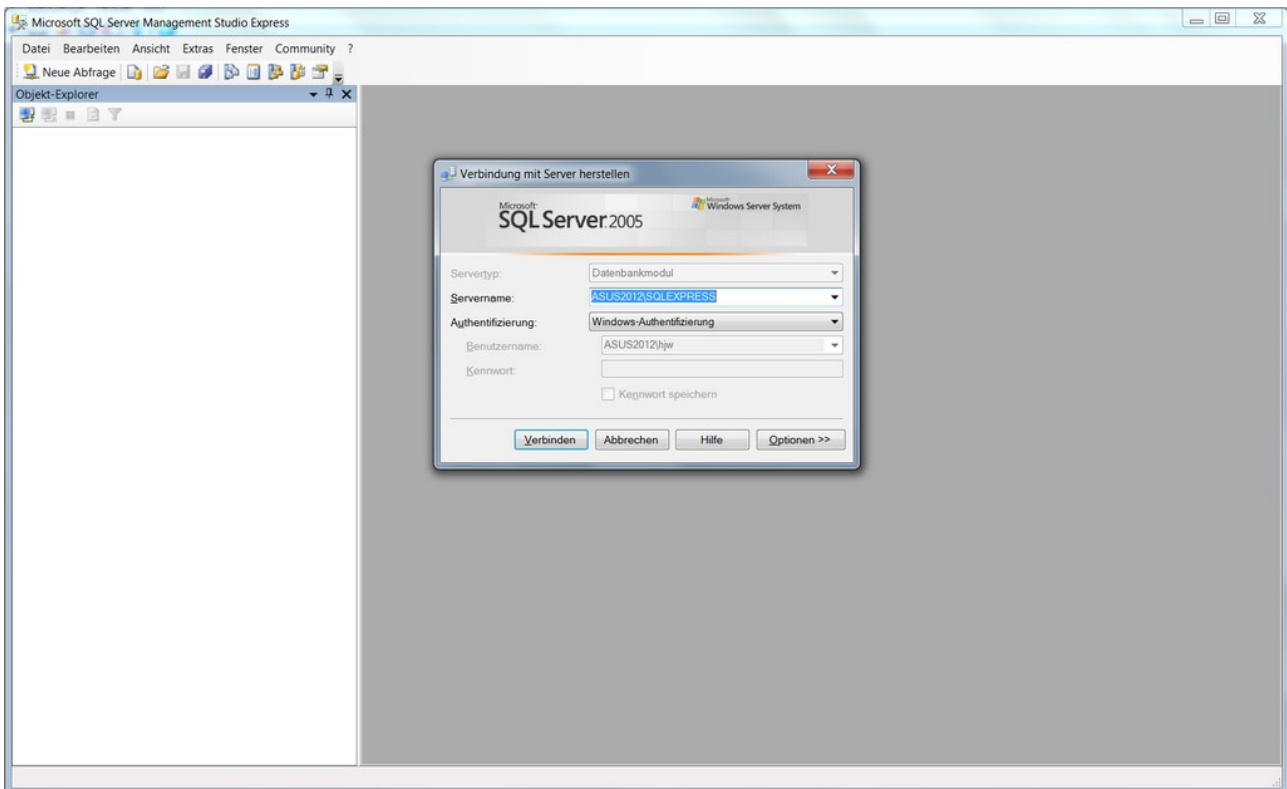 Microsoft SQL Server Management Studio Express
Datei Bearbeiten Ansicht Extras Fenster Community ?
Neue Abfrage
Objekt-Explorer
Verbindung mit Server herstellen
Microsoft
SQL Server 2005
Microsoft
Windows Server System
Servertyp: Datenbankmodul
Servername: ASUS2012\SQLEXPRESS
Authentifizierung: Windows-Authentifizierung
Benutzername: ASUS2012\hjw
Kennwort:
Kennwort speichern
Verbinden Abbrechen Hilfe Optionen >>